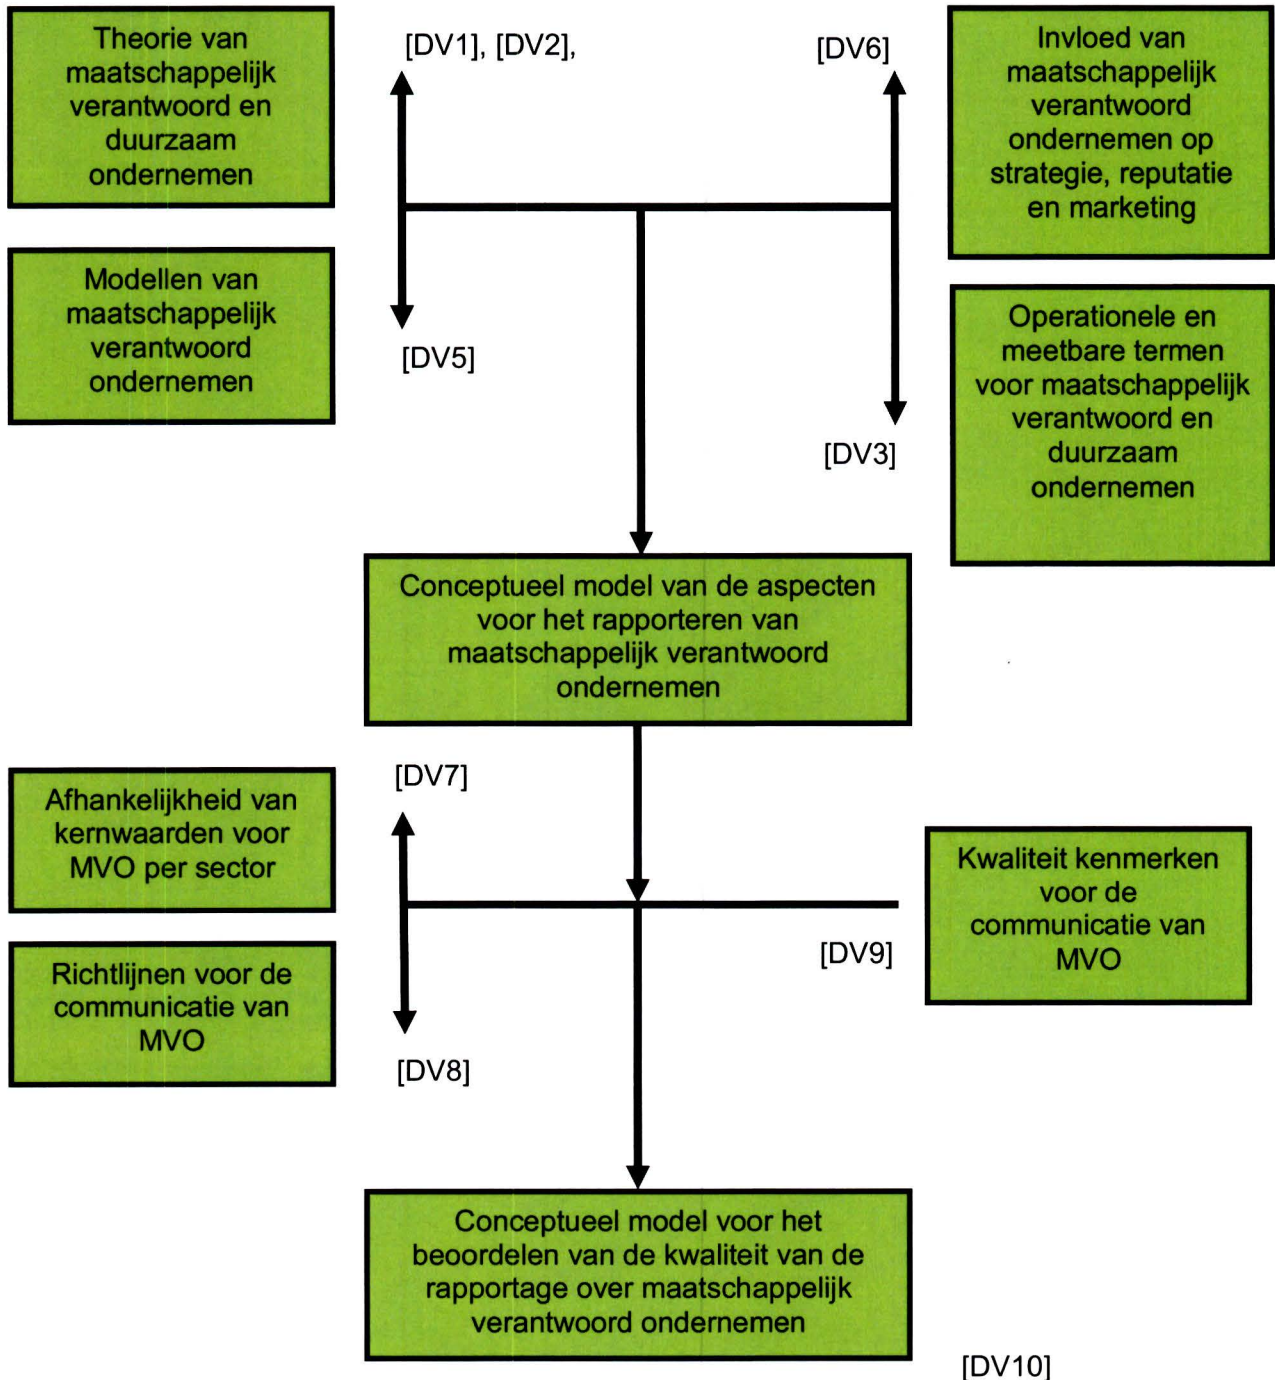 Theorie van
maatschappelijk
verantwoord en
duurzaam
ondernemen
[DV1], [DV2],
[DV6]
Invloed van
maatschappelijk
verantwoord
ondernemen op
strategie, reputatie
en marketing
Modellen van
maatschappelijk
verantwoord
ondernemen
[DV5]
Operationele en
meetbare termen
voor maatschappelijk
verantwoord en
duurzaam
ondernemen
[DV3]
Conceptueel model van de aspecten
voor het rapporteren van
maatschappelijk verantwoord
ondernemen
Afhankelijkheid van
kernwaarden voor
MVO per sector
[DV7]
Kwaliteit kenmerken
voor de
communicatie van
MVO
[DV9]
Richtlijnen voor de
communicatie van
MVO
[DV8]
Conceptueel model voor het
beoordelen van de kwaliteit van de
rapportage over maatschappelijk
verantwoord ondernemen
[DV10]